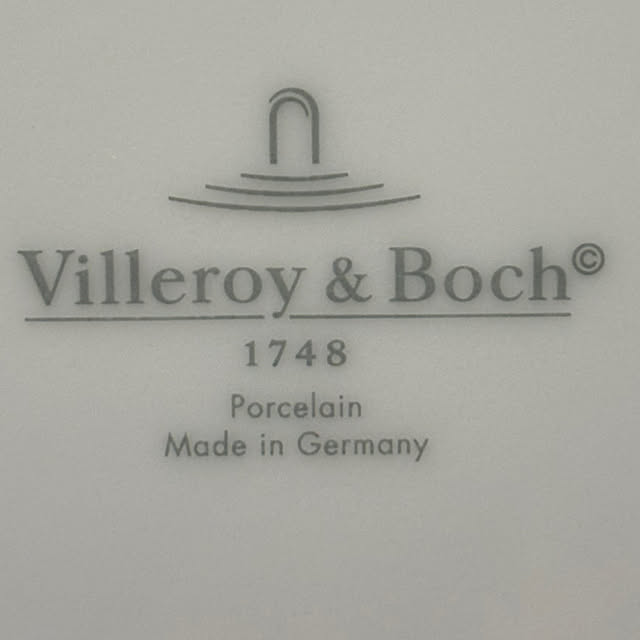 Villeroy & Boch©
1748
Porcelain
Made in Germany